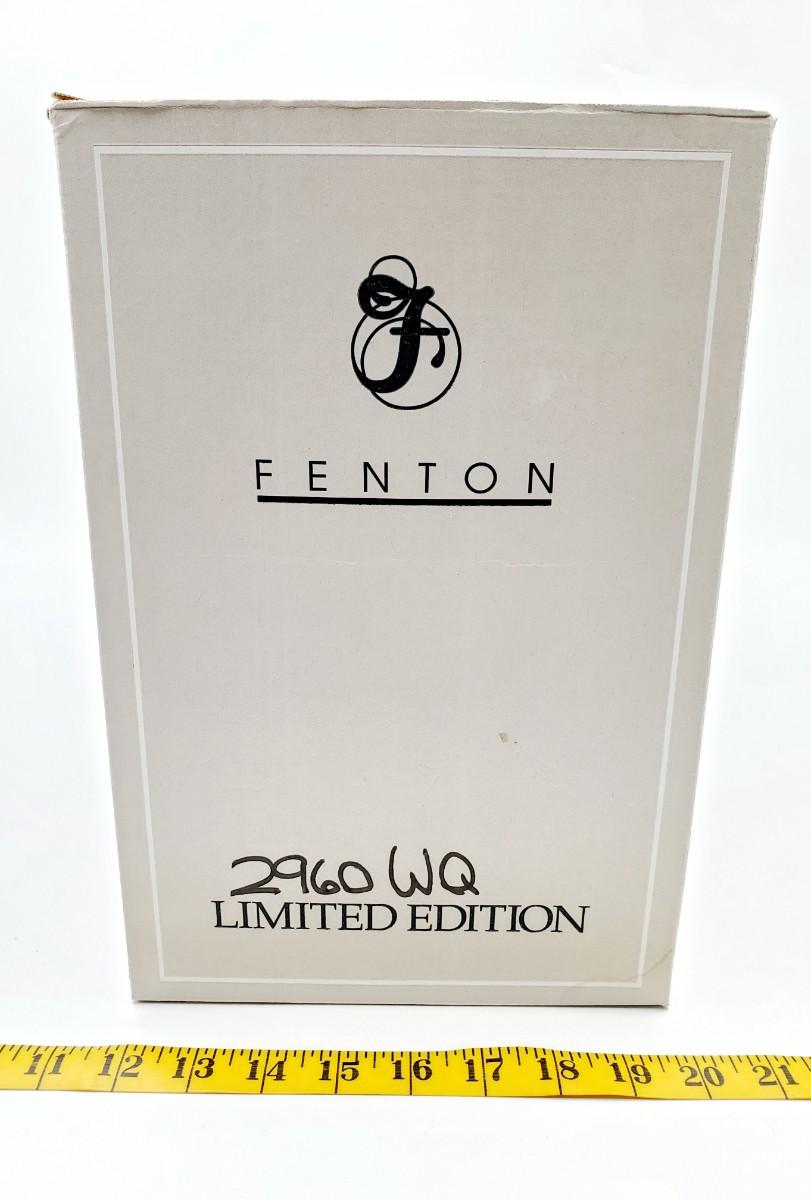 F
FENTON
2960 WQ
LIMITED EDITION
11 12 13 14 15 16 17 18 19 20 21